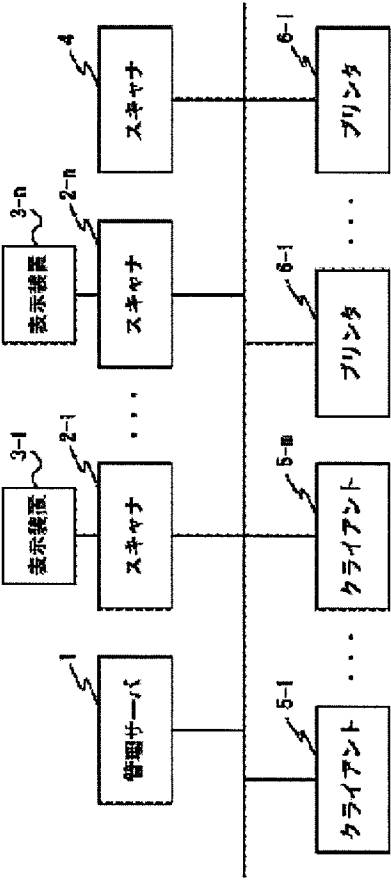 3-1
表示装置
3-n
表示装置
1
管理サーバ
2-1
スキャナ
...
2-n
スキャナ
4
スキャナ
5-1
クライアント
...
5-m
クライアント
6-1
プリンタ
...
6-l
プリンタ